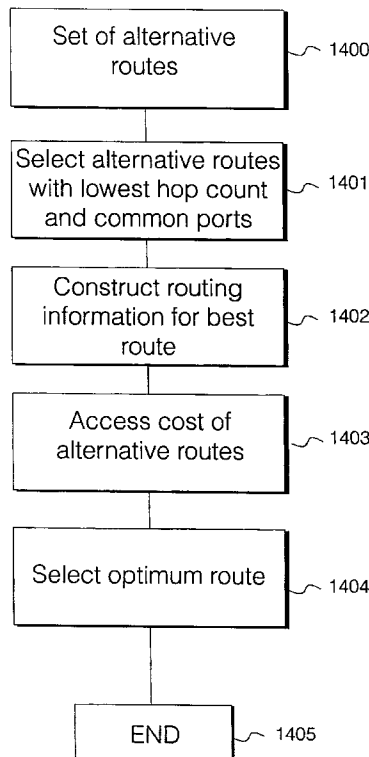 Set of alternative
routes
1400
Select alternative routes
with lowest hop count
and common ports
1401
Construct routing
information for best
route
1402
Access cost of
alternative routes
1403
Select optimum route
1404
END
1405